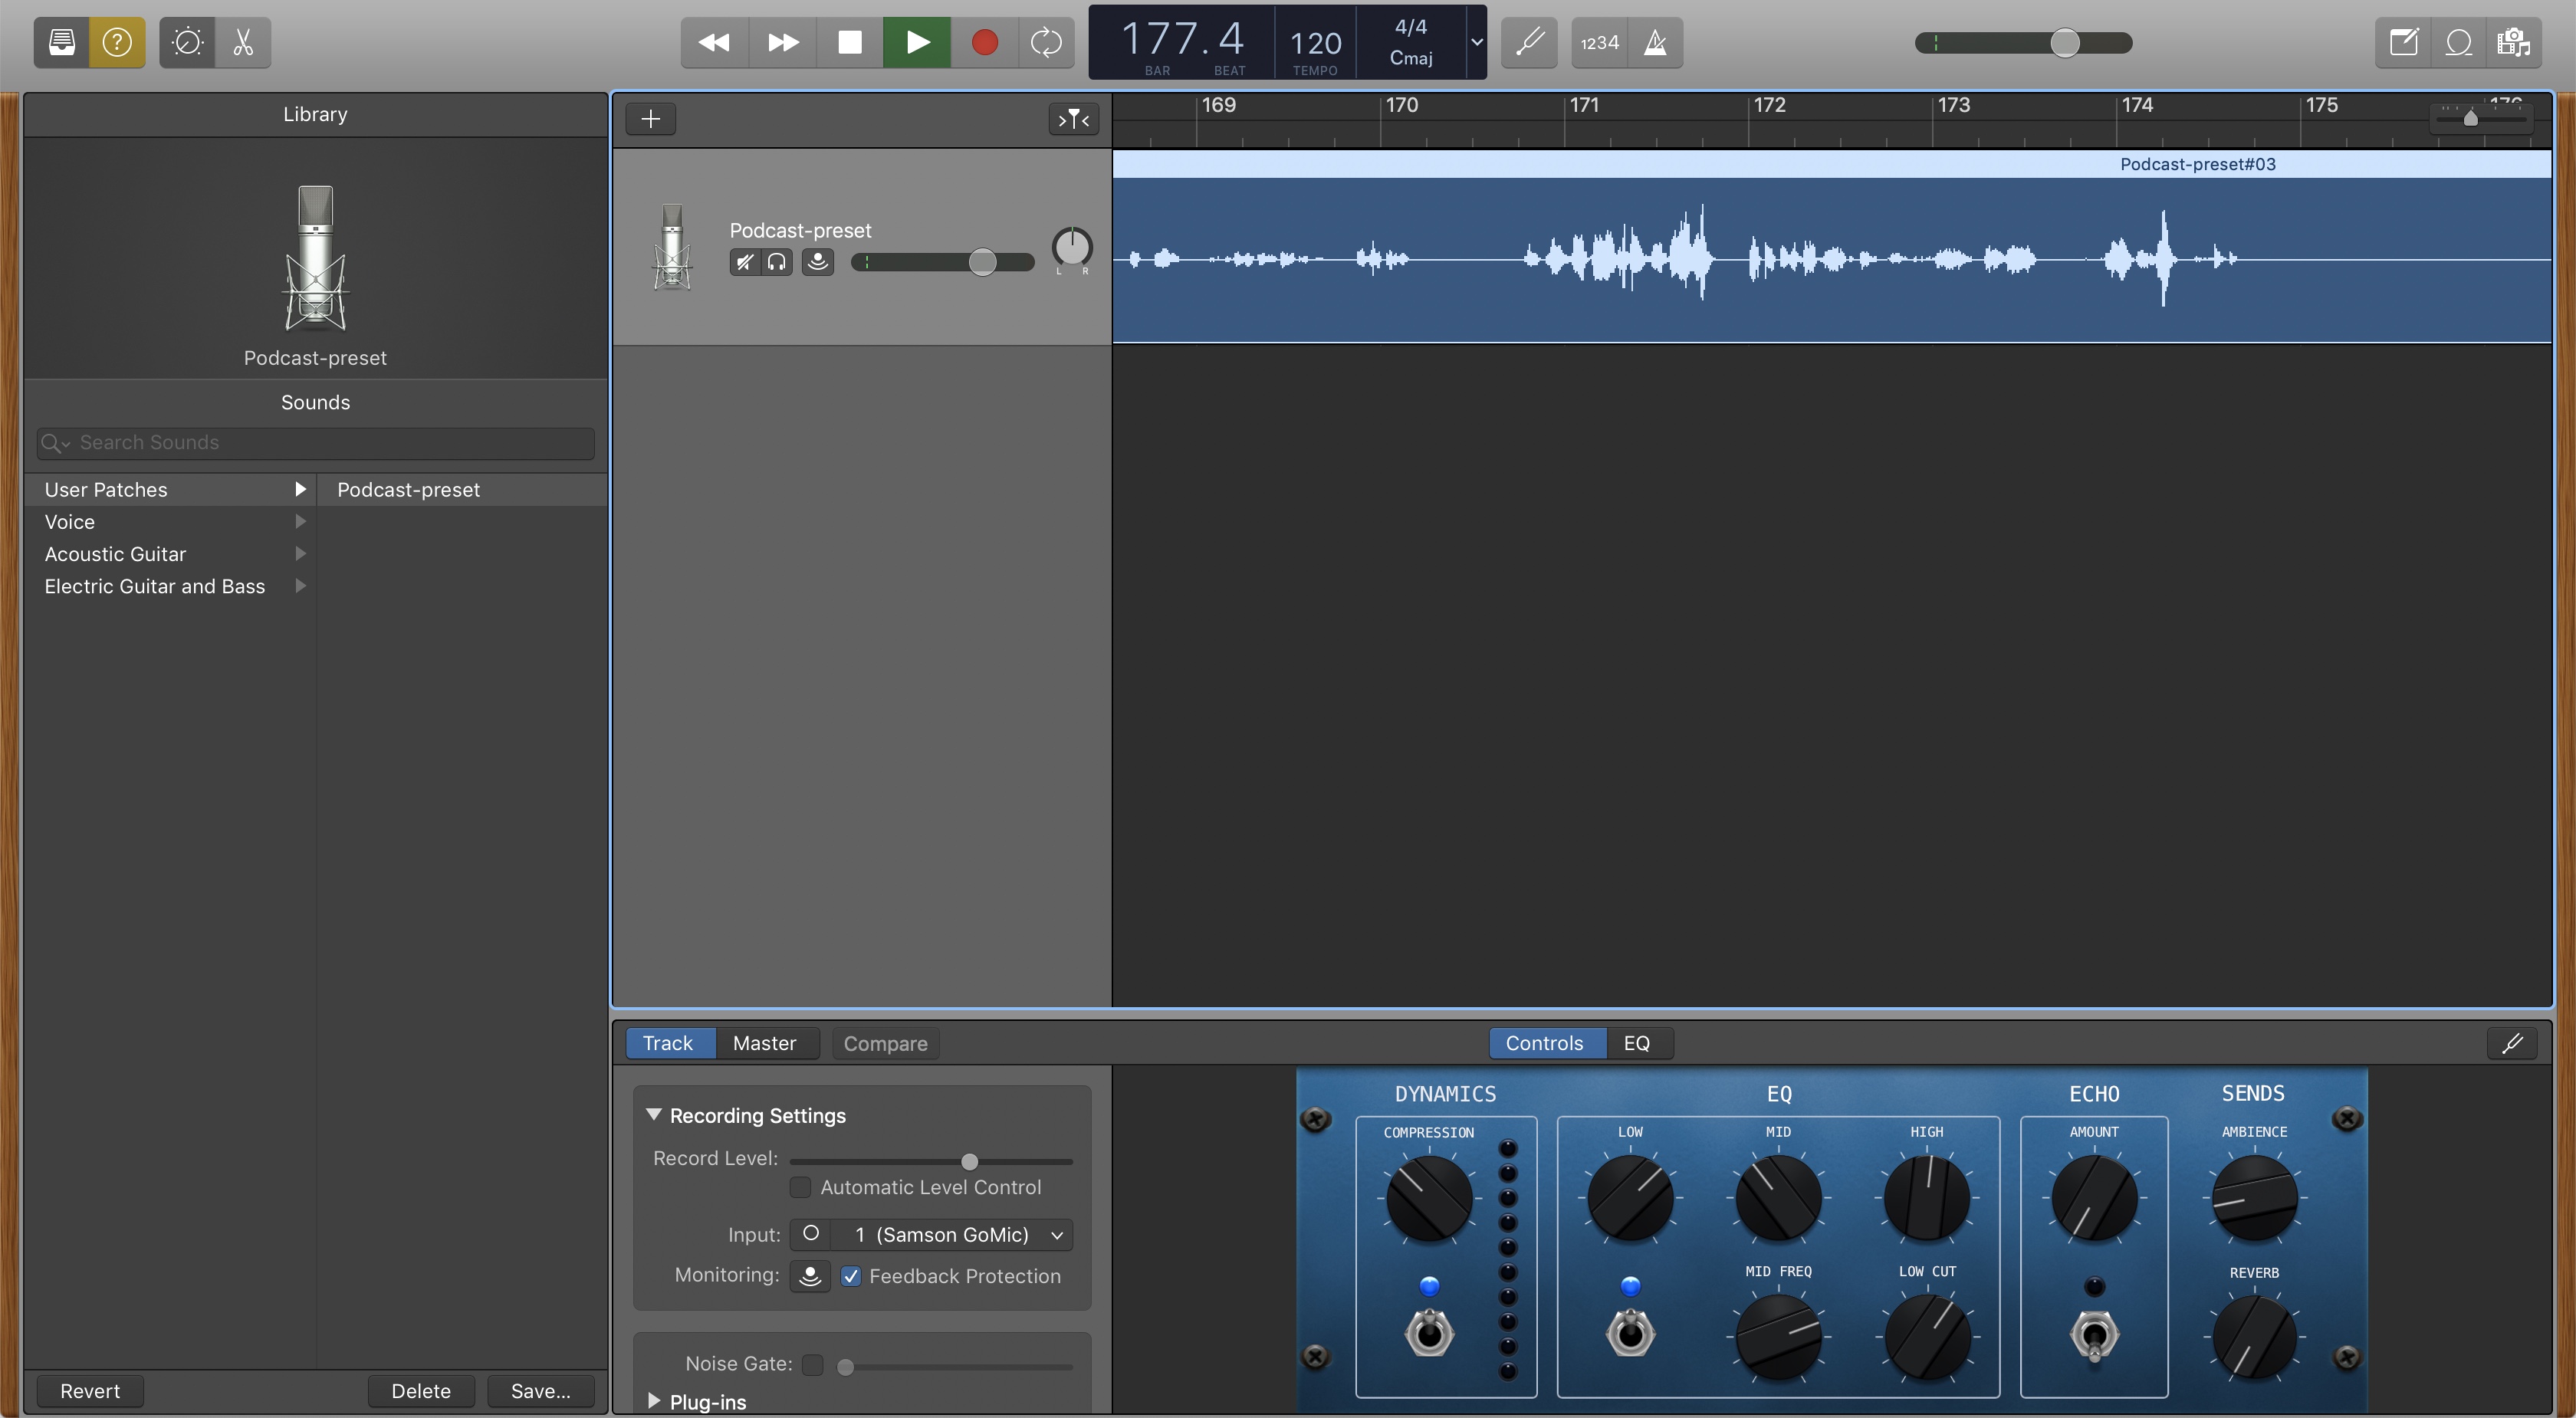 177.4
BAR BEAT
120
TEMPO
4/4
Cmaj
1234
Library
Podcast-preset
Sounds
Search Sounds
User Patches
Podcast-preset
Voice
Acoustic Guitar
Electric Guitar and Bass
Revert
Delete
Save...
169 170 171 172 173 174 175 176
Podcast-preset#03
Podcast-preset
L R
Track
Master
Compare
Controls
EQ
Recording Settings
Record Level:
Automatic Level Control
Input: 1 (Samson GoMic)
Monitoring: Feedback Protection
Noise Gate:
Plug-ins
DYNAMICS EQ ECHO SENDS
COMPRESSION LOW MID HIGH AMOUNT AMBIENCE
MID FREQ LOW CUT REVERB